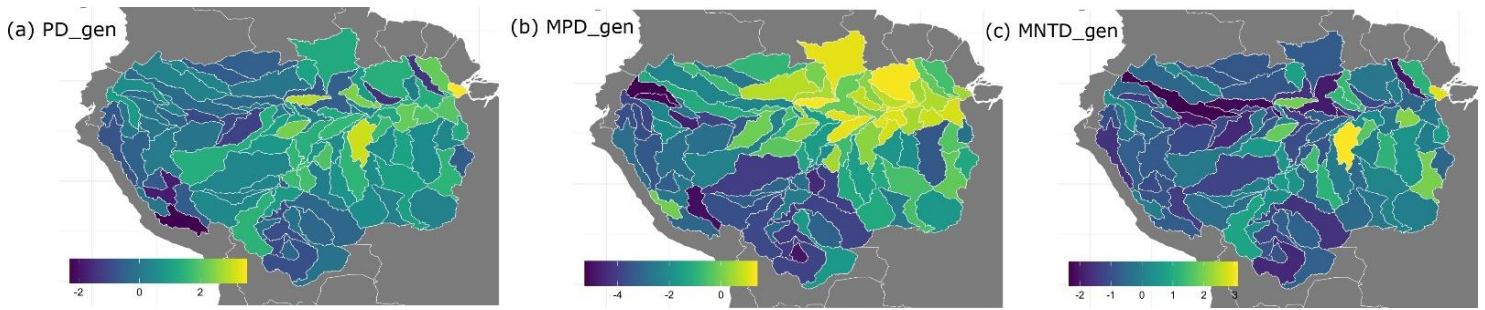 (a) PD_gen
(b) MPD_gen
(c) MNTD_gen
-2 0 2
-4 -2 0
-2 -1 0 1 2 3